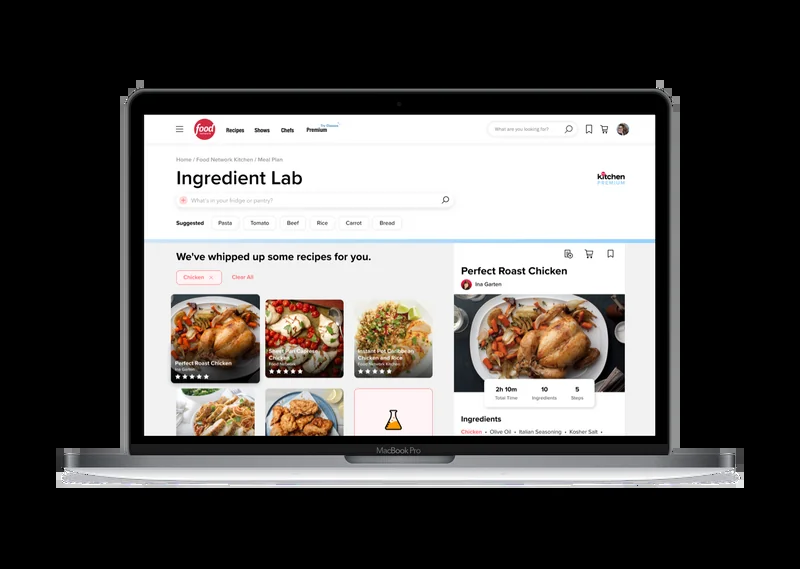 food
Recipes
Shows
Chefs
Premium
What are you looking for?
Home / Food Network Kitchen / Meal Plan
Ingredient Lab
kitchen
PREMIUM
What's in your fridge or pantry?
Suggested
Pasta
Tomato
Beef
Rice
Carrot
Bread
We've whipped up some recipes for you.
Chicken
Clear All
Perfect Roast Chicken
Ina Garten
Sheet Pan Caprese
Chicken
Food Network
Instant Pot Caribbean
Chicken and Rice
Food Network Kitchen
Perfect Roast Chicken
Ina Garten
2h 10m
Total Time
10
Ingredients
5
Steps
Ingredients
Chicken • Olive Oil • Italian Seasoning • Kosher Salt •
MacBook Pro